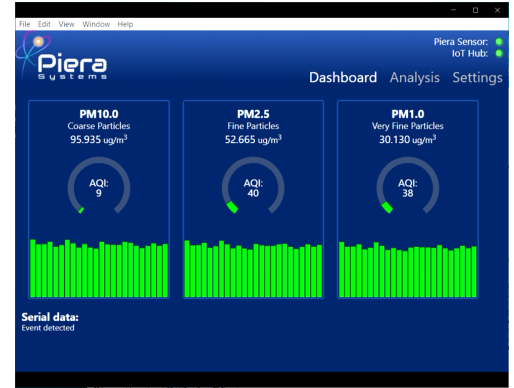 File Edit View Window Help
Piera
Systems
Piera Sensor:
IoT Hub:
Dashboard Analysis Settings
PM10.0
Coarse Particles
95.935 ug/m³
AQI:
9
PM2.5
Fine Particles
52.665 ug/m³
AQI:
40
PM1.0
Very Fine Particles
30.130 ug/m³
AQI:
38
Serial data:
Event detected